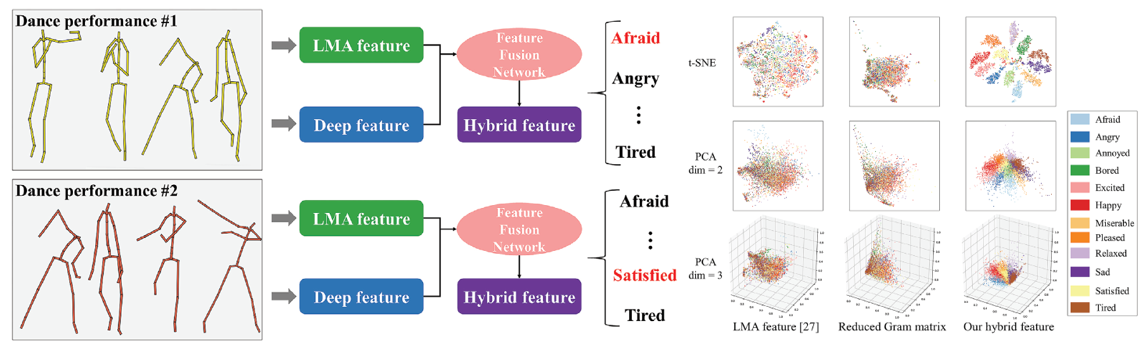 Dance performance #1
LMA feature
Deep feature
Feature
Fusion
Network
Hybrid feature
Afraid
Angry
⋮
Tired
Dance performance #2
LMA feature
Deep feature
Feature
Fusion
Network
Hybrid feature
Afraid
⋮
Satisfied
Tired
t-SNE
PCA
dim = 2
PCA
dim = 3
LMA feature [27]
Reduced Gram matrix
Our hybrid feature
Afraid
Angry
Annoyed
Bored
Excited
Happy
Miserable
Pleased
Relaxed
Sad
Satisfied
Tired